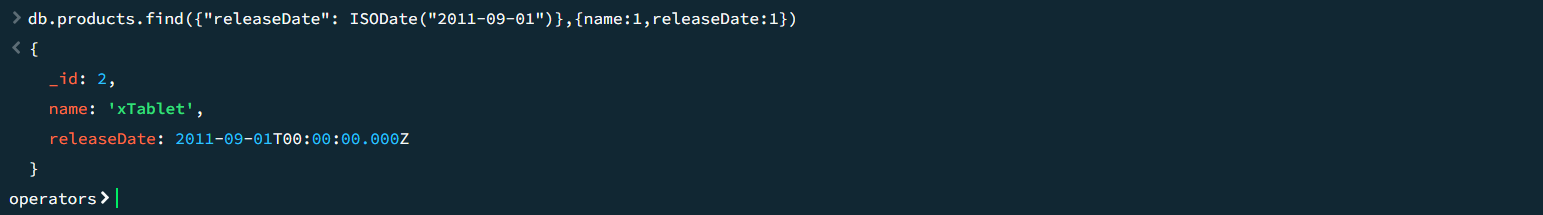 > db.products.find({"releaseDate": ISODate("2011-09-01")},{name:1,releaseDate:1})
< {
_id: 2,
name: 'xTablet',
releaseDate: 2011-09-01T00:00:00.000Z
}
operators>